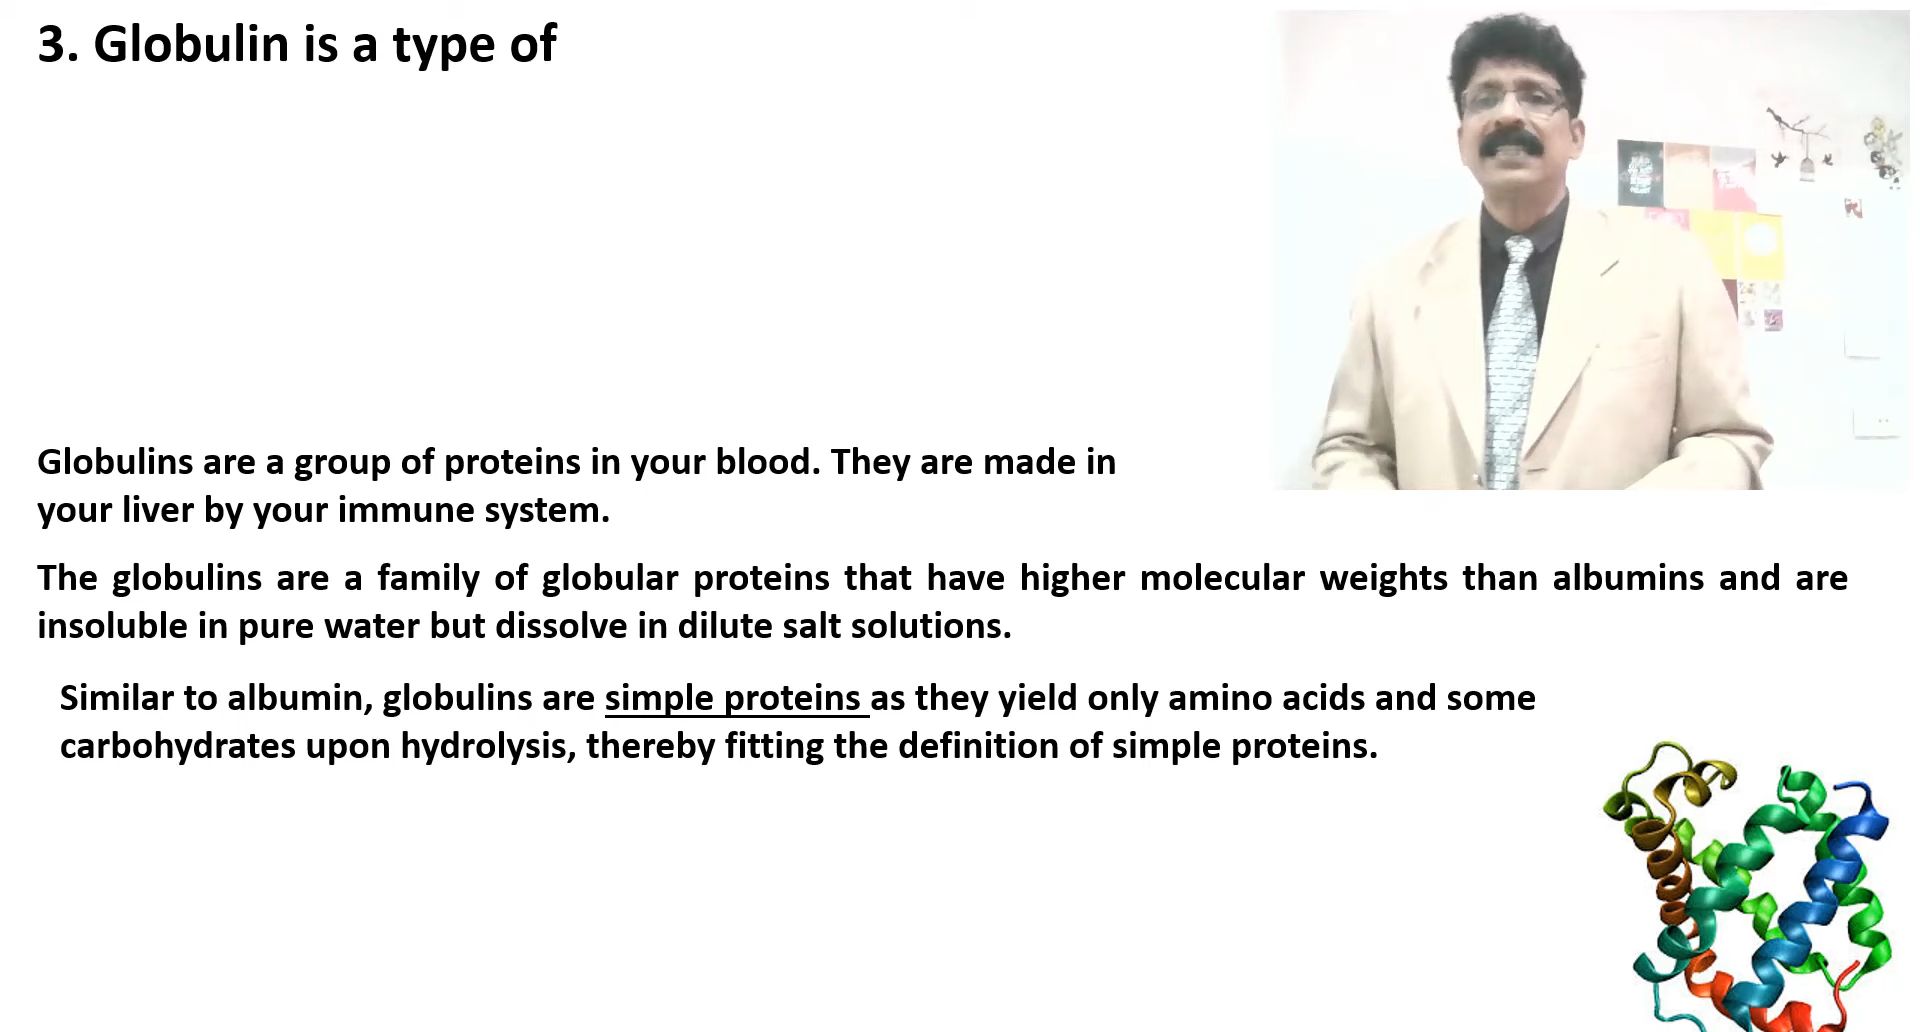 3. Globulin is a type of
Globulins are a group of proteins in your blood. They are made in
your liver by your immune system.
The globulins are a family of globular proteins that have higher molecular weights than albumins and are
insoluble in pure water but dissolve in dilute salt solutions.
Similar to albumin, globulins are simple proteins as they yield only amino acids and some
carbohydrates upon hydrolysis, thereby fitting the definition of simple proteins.